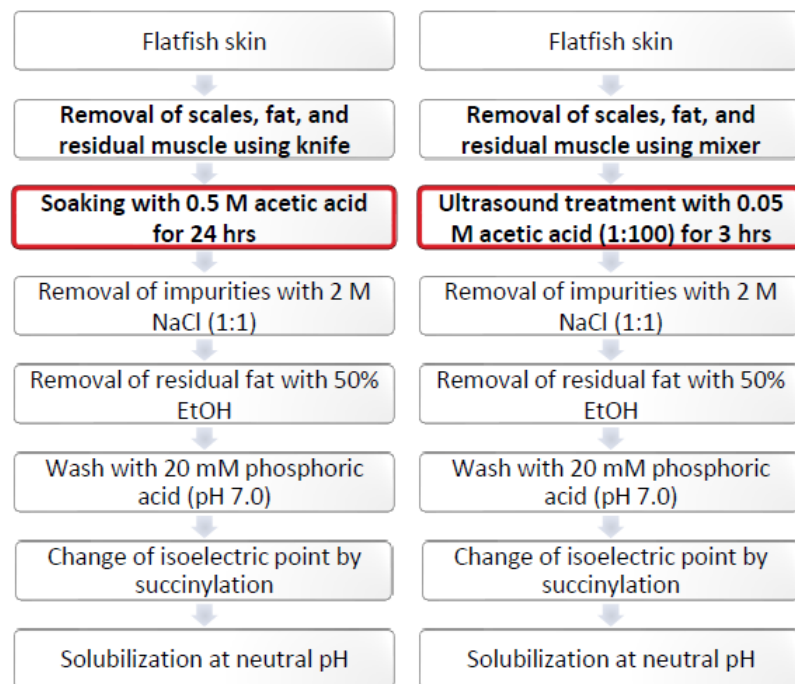 Flatfish skin
Removal of scales, fat, and
residual muscle using knife
Soaking with 0.5 M acetic acid
for 24 hrs
Removal of impurities with 2 M
NaCl (1:1)
Removal of residual fat with 50%
EtOH
Wash with 20 mM phosphoric
acid (pH 7.0)
Change of isoelectric point by
succinylation
Solubilization at neutral pH
Flatfish skin
Removal of scales, fat, and
residual muscle using mixer
Ultrasound treatment with 0.05
M acetic acid (1:100) for 3 hrs
Removal of impurities with 2 M
NaCl (1:1)
Removal of residual fat with 50%
EtOH
Wash with 20 mM phosphoric
acid (pH 7.0)
Change of isoelectric point by
succinylation
Solubilization at neutral pH